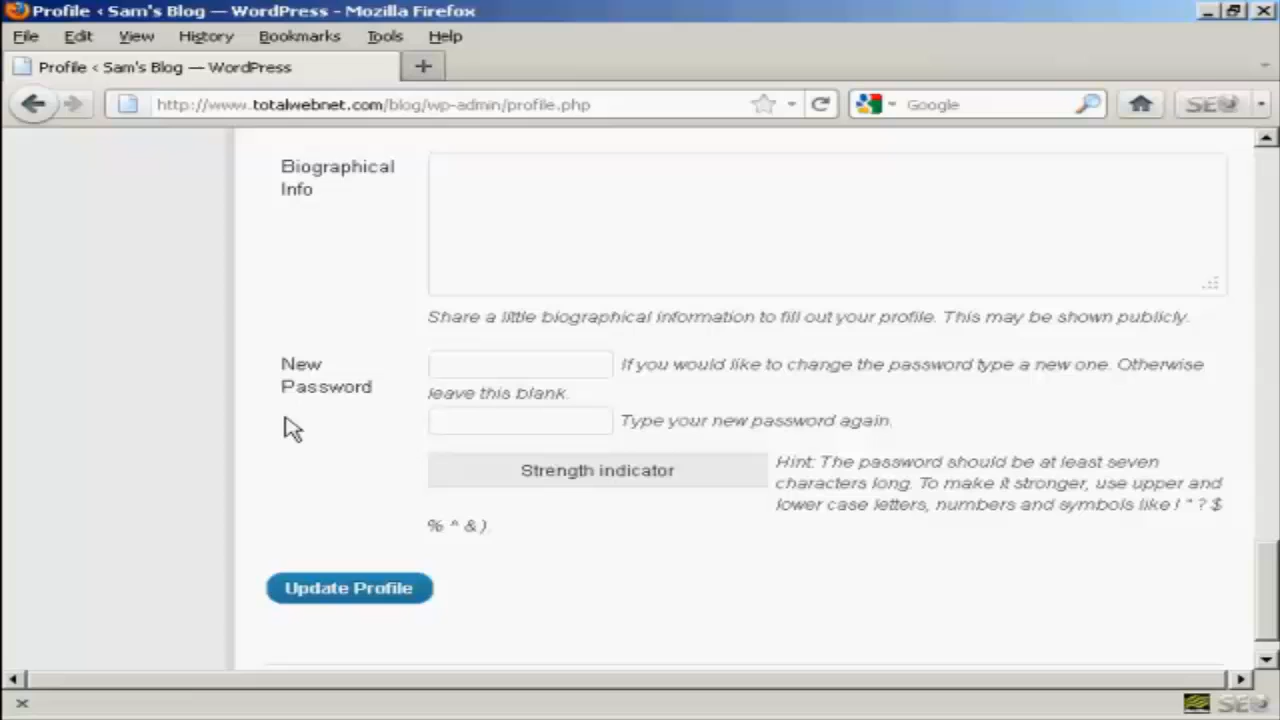 Profile ‹ Sam's Blog — WordPress - Mozilla Firefox
File Edit View History Bookmarks Tools Help
Profile ‹ Sam's Blog — WordPress
http://www.totalwebnet.com/blog/wp-admin/profile.php
Google
Biographical
Info
Share a little biographical information to fill out your profile. This may be shown publicly.
New
Password
If you would like to change the password type a new one. Otherwise
leave this blank.
Type your new password again.
Strength indicator
Hint: The password should be at least seven
characters long. To make it stronger, use upper and
lower case letters, numbers and symbols like ! " ? $
% ^ & ).
Update Profile